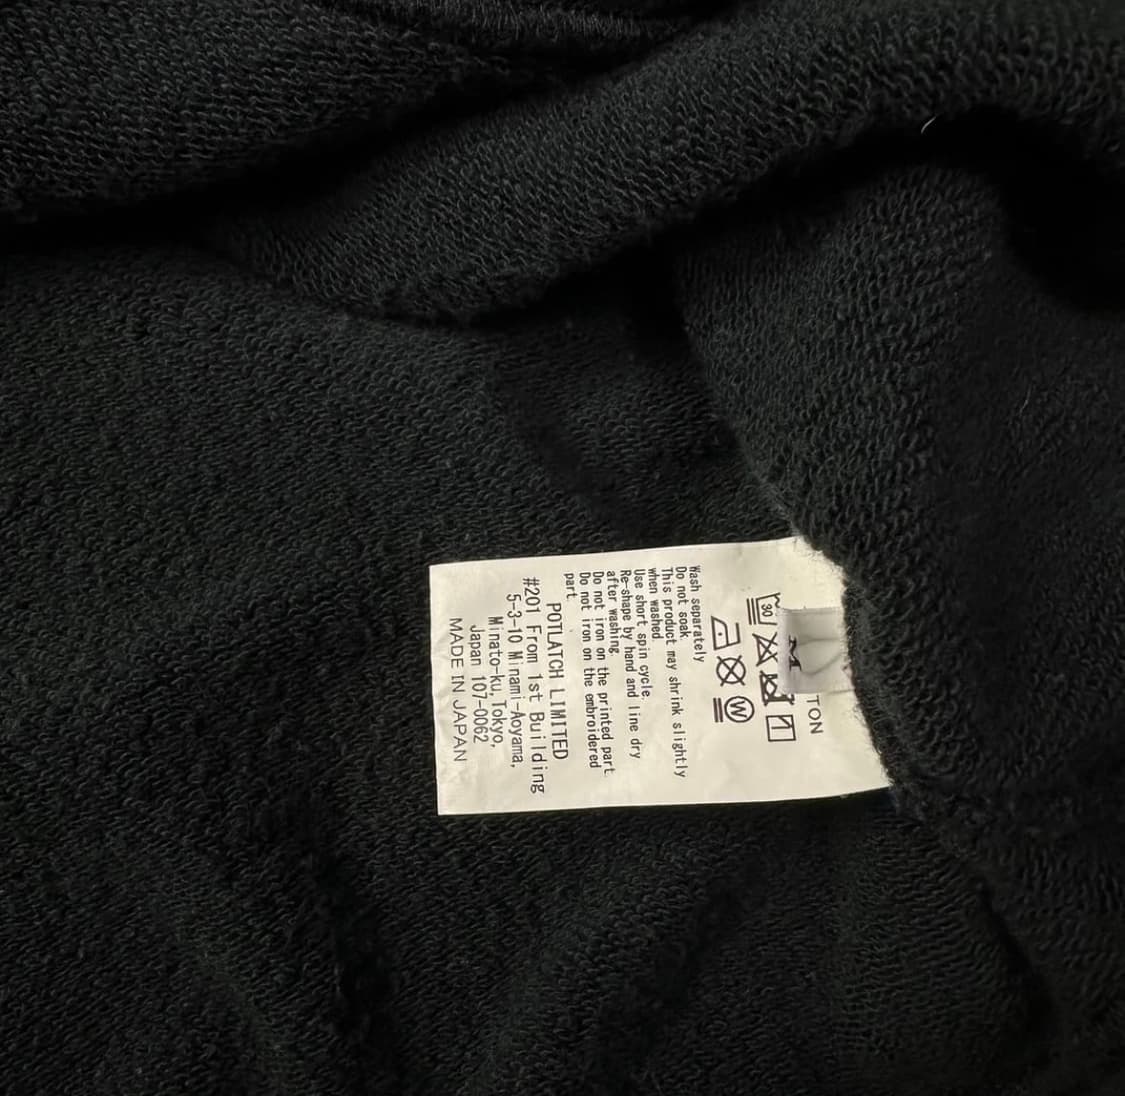 TON
M
30
W
Wash separately
Do not soak
This product may shrink slightly
when washed.
Use short spin cycle.
Re-shape by hand and line dry
after washing.
Do not iron on the printed part.
Do not iron on the embroidered
part.
POTLATCH LIMITED
#201 From 1st Building
5-3-10 Minami-Aoyama,
Minato-ku, Tokyo,
Japan 107-0062
MADE IN JAPAN